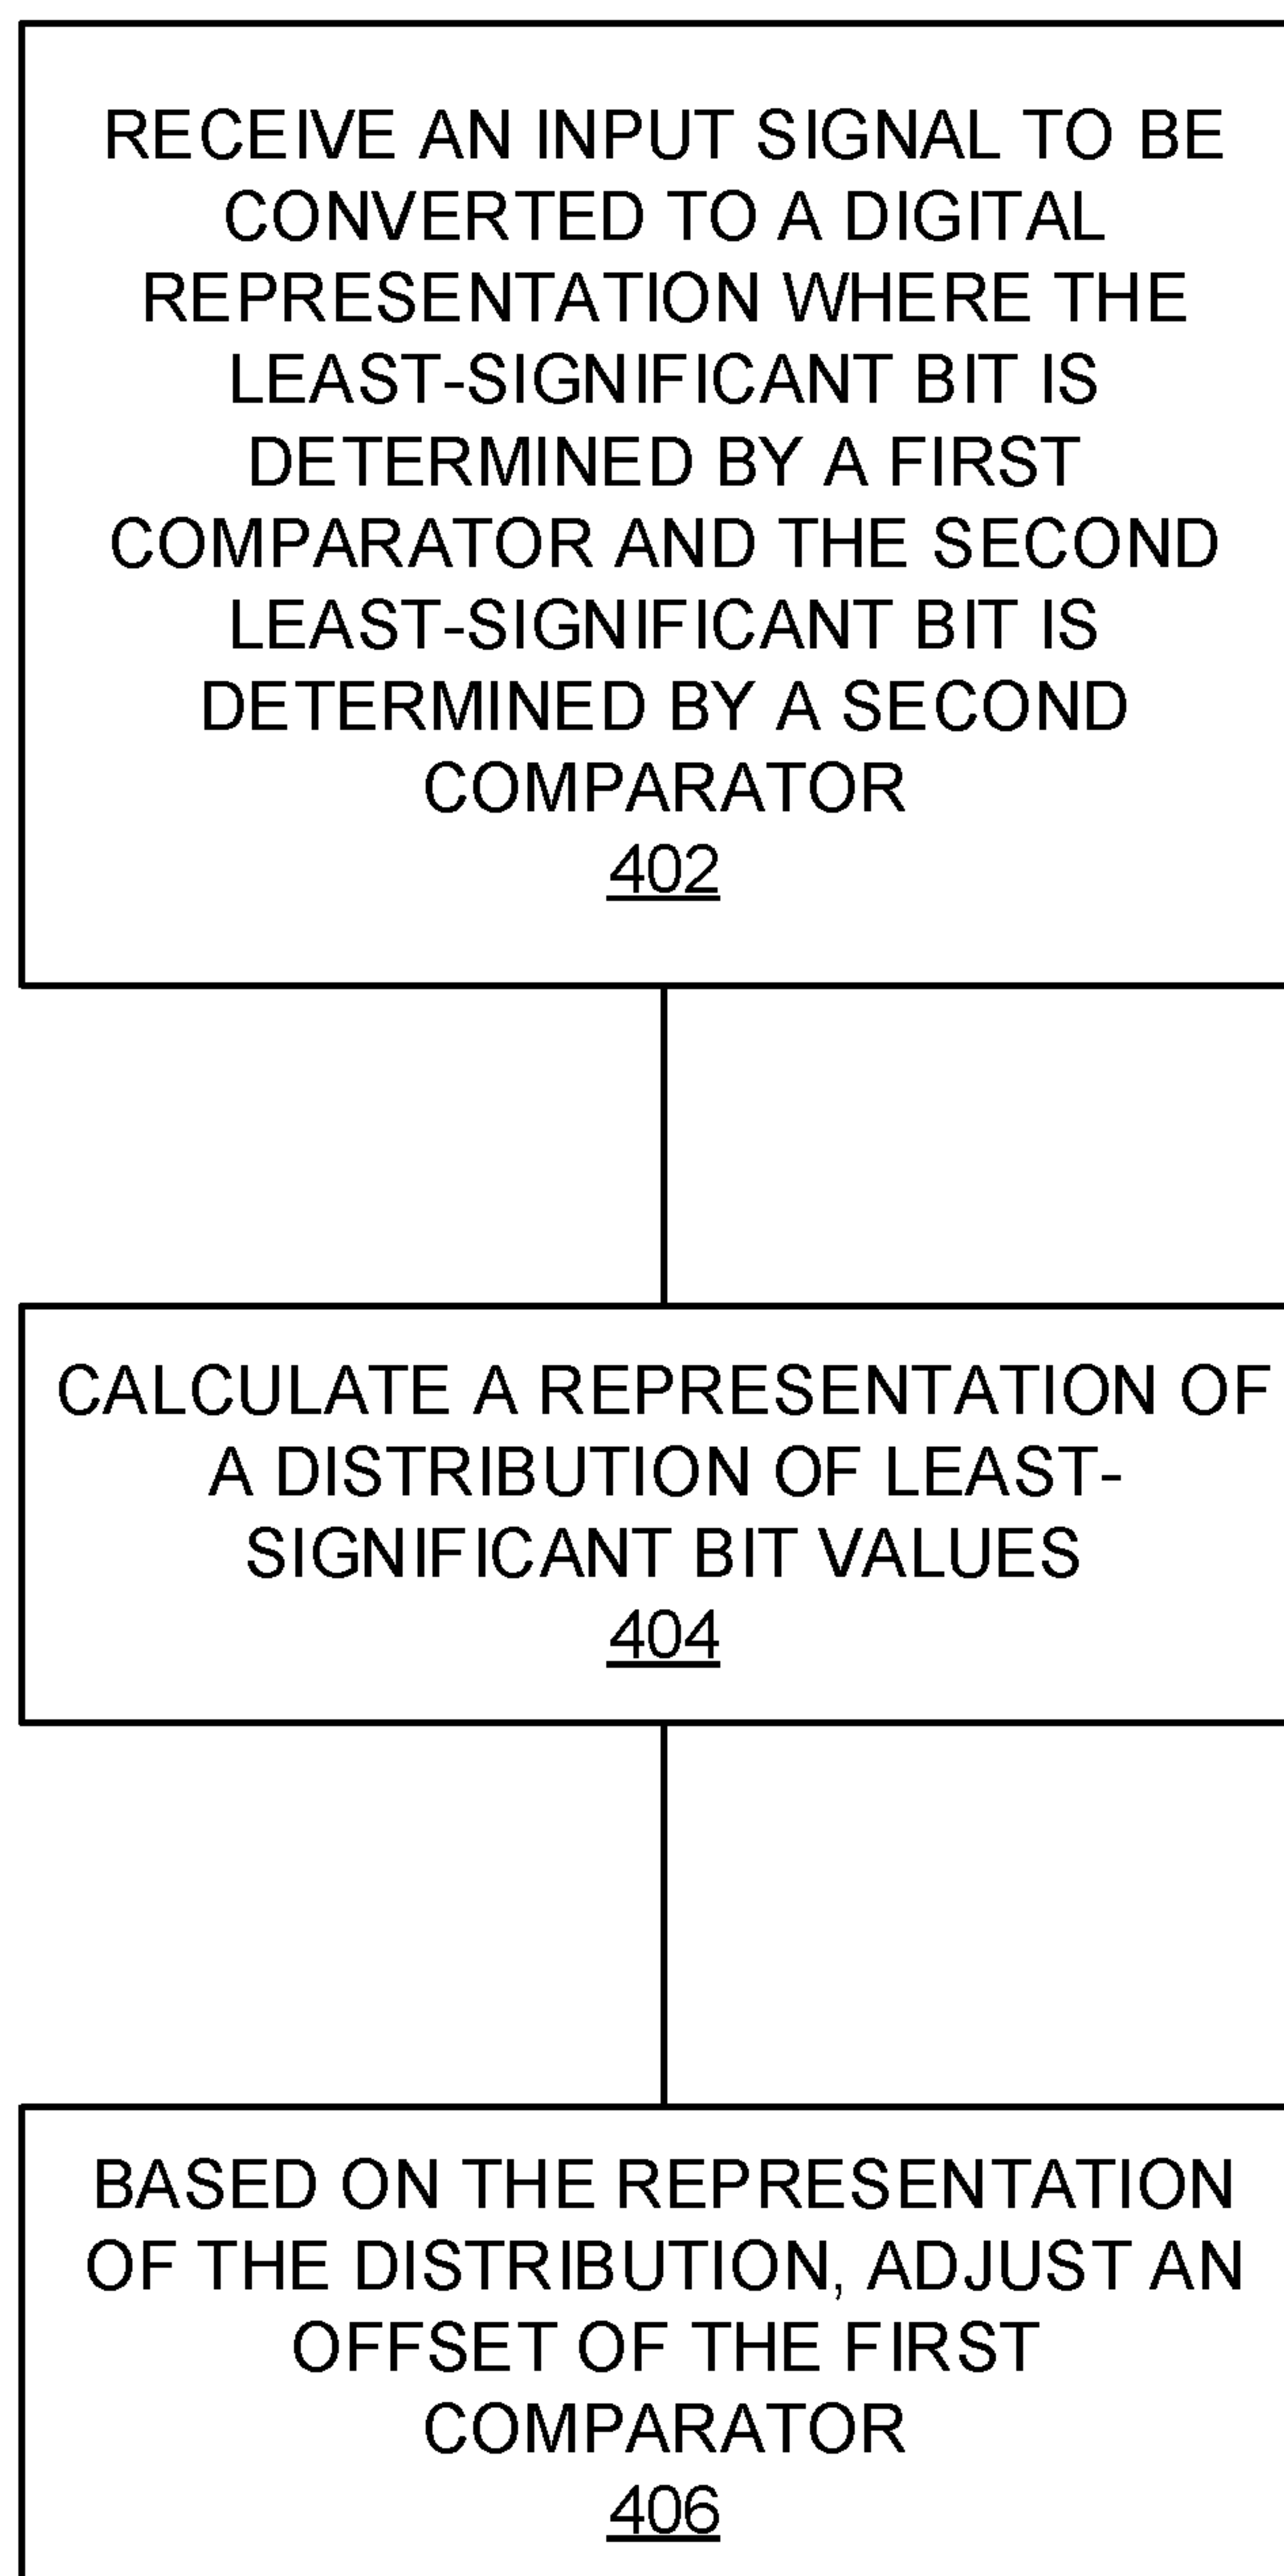 RECEIVE AN INPUT SIGNAL TO BE
CONVERTED TO A DIGITAL
REPRESENTATION WHERE THE
LEAST-SIGNIFICANT BIT IS
DETERMINED BY A FIRST
COMPARATOR AND THE SECOND
LEAST-SIGNIFICANT BIT IS
DETERMINED BY A SECOND
COMPARATOR
402
CALCULATE A REPRESENTATION OF
A DISTRIBUTION OF LEAST-
SIGNIFICANT BIT VALUES
404
BASED ON THE REPRESENTATION
OF THE DISTRIBUTION, ADJUST AN
OFFSET OF THE FIRST
COMPARATOR
406